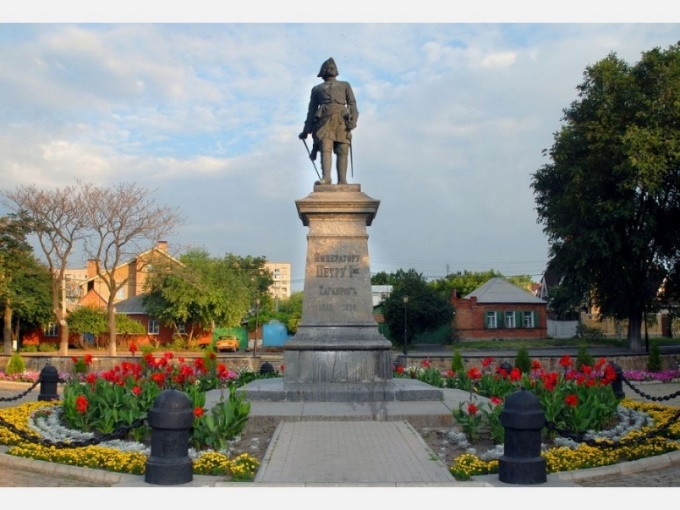 Императору
Петру I му
Таганрогъ